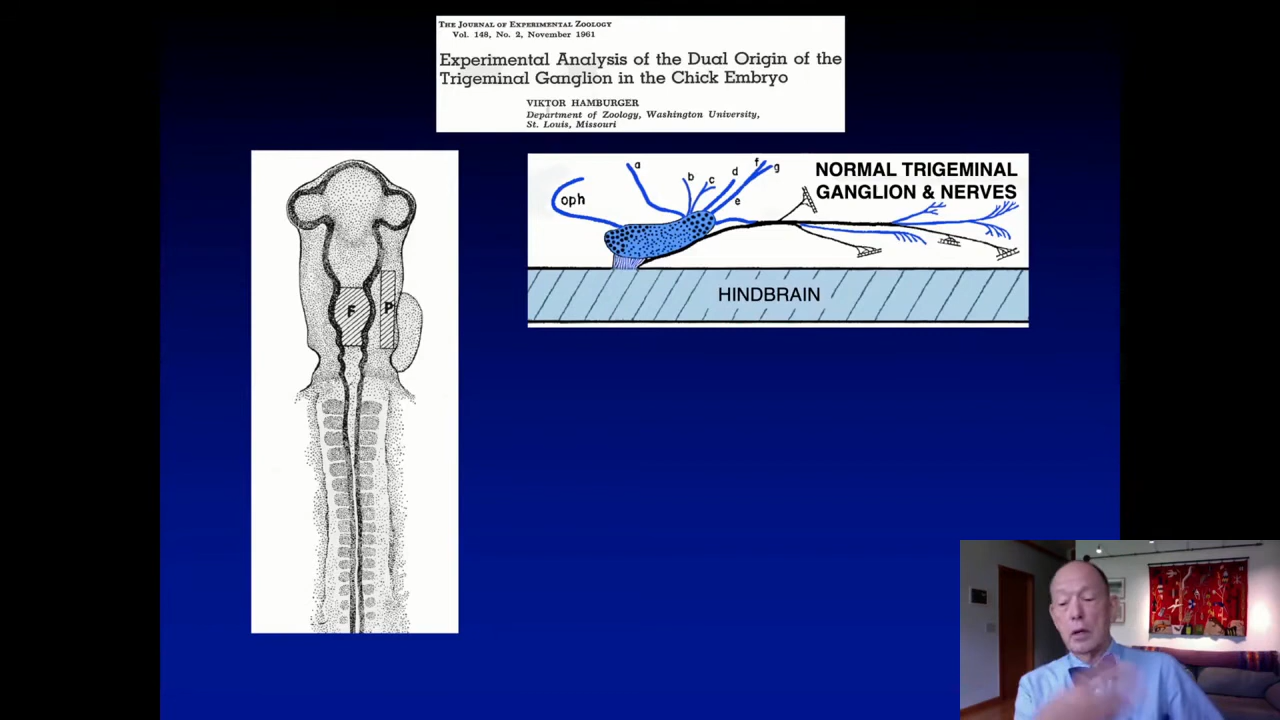 THE JOURNAL OF EXPERIMENTAL ZOOLOGY
Vol. 148, No. 2, November 1961
Experimental Analysis of the Dual Origin of the
Trigeminal Ganglion in the Chick Embryo
VIKTOR HAMBURGER
Department of Zoology, Washington University,
St. Louis, Missouri
F
P
NORMAL TRIGEMINAL
GANGLION & NERVES
oph
a
b
c
d
e
f
g
HINDBRAIN